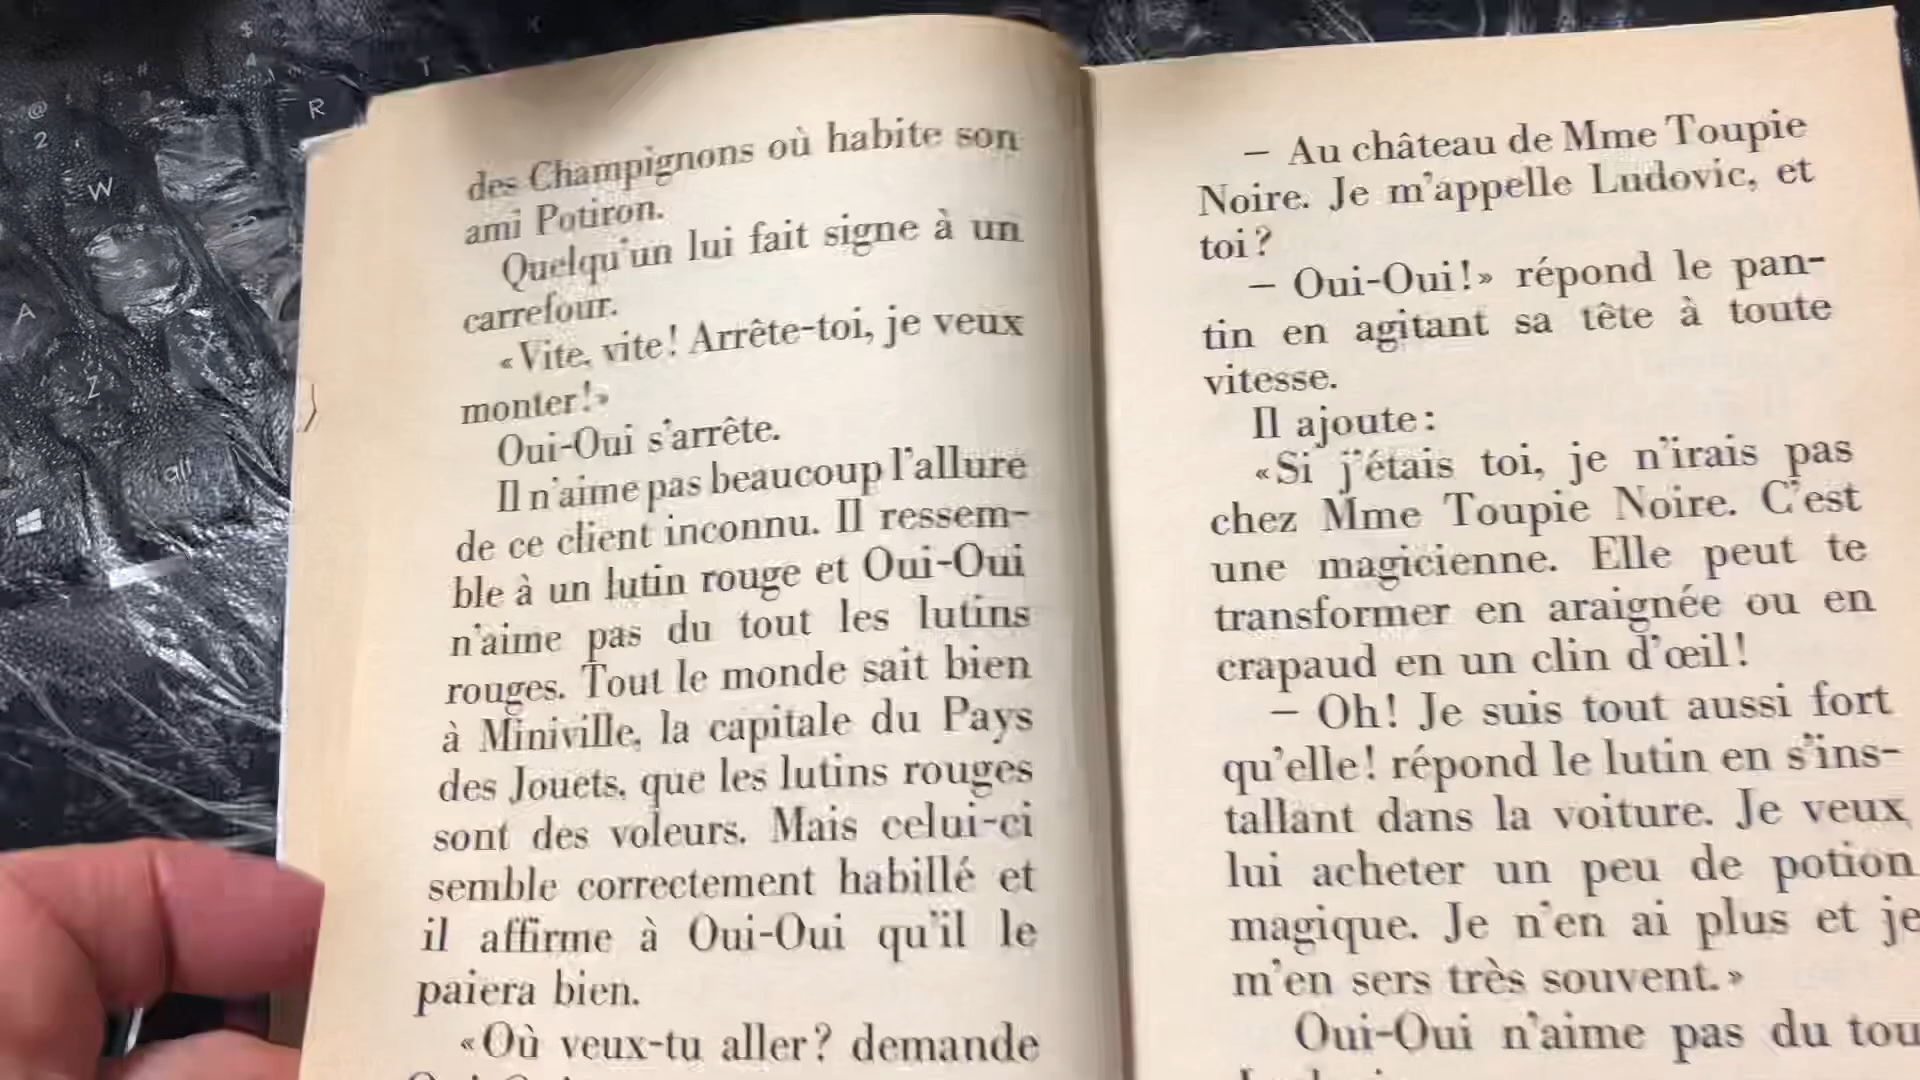 des Champignons où habite son
ami Potiron.
Quelqu'un lui fait signe à un
carrefour.
«Vite, vite! Arrête-toi, je veux
monter!»
Oui-Oui s'arrête.
Il n'aime pas beaucoup l'allure
de ce client inconnu. Il ressem-
ble à un lutin rouge et Oui-Oui
n'aime pas du tout les lutins
rouges. Tout le monde sait bien
à Miniville, la capitale du Pays
des Jouets, que les lutins rouges
sont des voleurs. Mais celui-ci
semble correctement habillé et
il affirme à Oui-Oui qu'il le
paiera bien.
«Où veux-tu aller? demande
— Au château de Mme Toupie
Noire. Je m'appelle Ludovic, et
toi?
— Oui-Oui!» répond le pan-
tin en agitant sa tête à toute
vitesse.
Il ajoute:
«Si j'étais toi, je n'irais pas
chez Mme Toupie Noire. C'est
une magicienne. Elle peut te
transformer en araignée ou en
crapaud en un clin d'œil!
— Oh! Je suis tout aussi fort
qu'elle! répond le lutin en s'ins-
tallant dans la voiture. Je veux
lui acheter un peu de potion
magique. Je n'en ai plus et je
m'en sers très souvent.»
Oui-Oui n'aime pas du tou